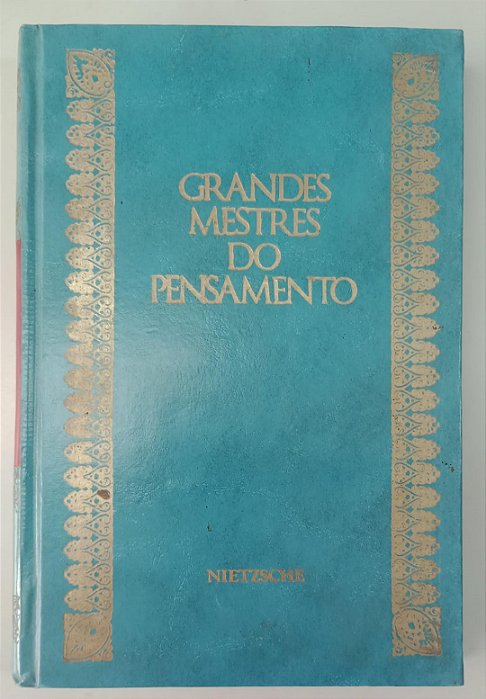 GRANDES
MESTRES
DO
PENSAMENTO
NIETZSCHE